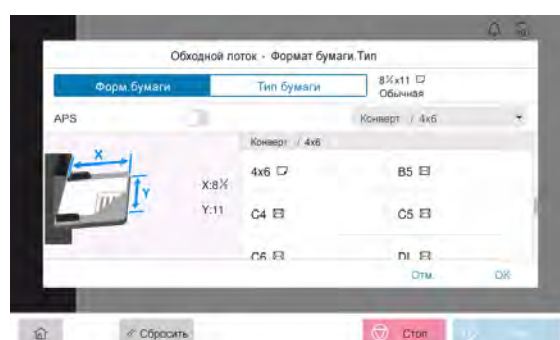 Обходной лоток - Формат бумаги.Тип
Форм.бумаги
Тип бумаги
8½x11
Обычная
APS
Конверт / 4x6
Конверт / 4x6
X
Y
X:8½
Y:11
4x6
B5
C4
C5
C6
DL
Отм.
OK
Сбросить
Стоп